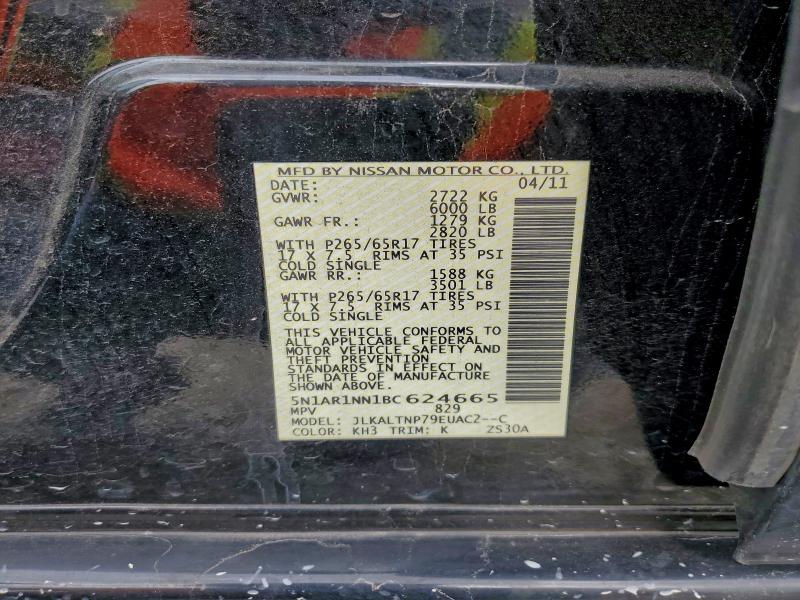 MFD BY NISSAN MOTOR CO., LTD.
DATE: 04/11
GVWR: 2722 KG
6000 LB
GAWR FR.: 1279 KG
2820 LB
WITH P265/65R17 TIRES
17 X 7.5 RIMS AT 35 PSI
COLD SINGLE
GAWR RR.: 1588 KG
3501 LB
WITH P265/65R17 TIRES
17 X 7.5 RIMS AT 35 PSI
COLD SINGLE
THIS VEHICLE CONFORMS TO
ALL APPLICABLE FEDERAL
MOTOR VEHICLE SAFETY AND
THEFT PREVENTION
STANDARDS IN EFFECT ON
THE DATE OF MANUFACTURE
SHOWN ABOVE.
5N1AR1NN1BC624665
MPV 829
MODEL: JLKALTNP79EUAC2--C
COLOR: KH3 TRIM: K ZS30A